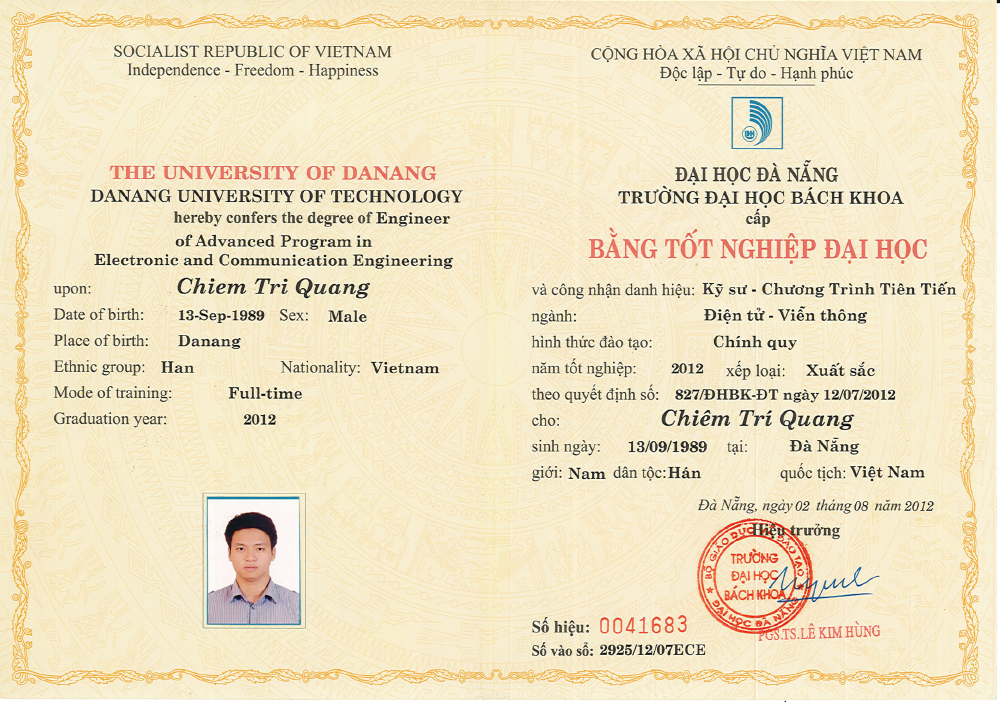 SOCIALIST REPUBLIC OF VIETNAM
Independence - Freedom - Happiness
THE UNIVERSITY OF DANANG
DANANG UNIVERSITY OF TECHNOLOGY
hereby confers the degree of Engineer
of Advanced Program in
Electronic and Communication Engineering
upon: Chiem Tri Quang
Date of birth: 13-Sep-1989 Sex: Male
Place of birth: Danang
Ethnic group: Han Nationality: Vietnam
Mode of training: Full-time
Graduation year: 2012
CỘNG HÒA XÃ HỘI CHỦ NGHĨA VIỆT NAM
Độc lập - Tự do - Hạnh phúc
ĐN
ĐẠI HỌC ĐÀ NẴNG
TRƯỜNG ĐẠI HỌC BÁCH KHOA
cấp
BẰNG TỐT NGHIỆP ĐẠI HỌC
và công nhận danh hiệu: Kỹ sư - Chương Trình Tiên Tiến
ngành: Điện tử - Viễn thông
hình thức đào tạo: Chính quy
năm tốt nghiệp: 2012 xếp loại: Xuất sắc
theo quyết định số: 827/ĐHBK-ĐT ngày 12/07/2012
cho: Chiêm Trí Quang
sinh ngày: 13/09/1989 tại: Đà Nẵng
giới: Nam dân tộc: Hán quốc tịch: Việt Nam
Đà Nẵng, ngày 02 tháng 08 năm 2012
Hiệu trưởng
BỘ GIÁO DỤC VÀ ĐÀO TẠO
TRƯỜNG
ĐẠI HỌC
BÁCH KHOA
ĐẠI HỌC ĐÀ NẴNG
PGS.TS.LÊ KIM HÙNG
Số hiệu: 0041683
Số vào sổ: 2925/12/07ECE